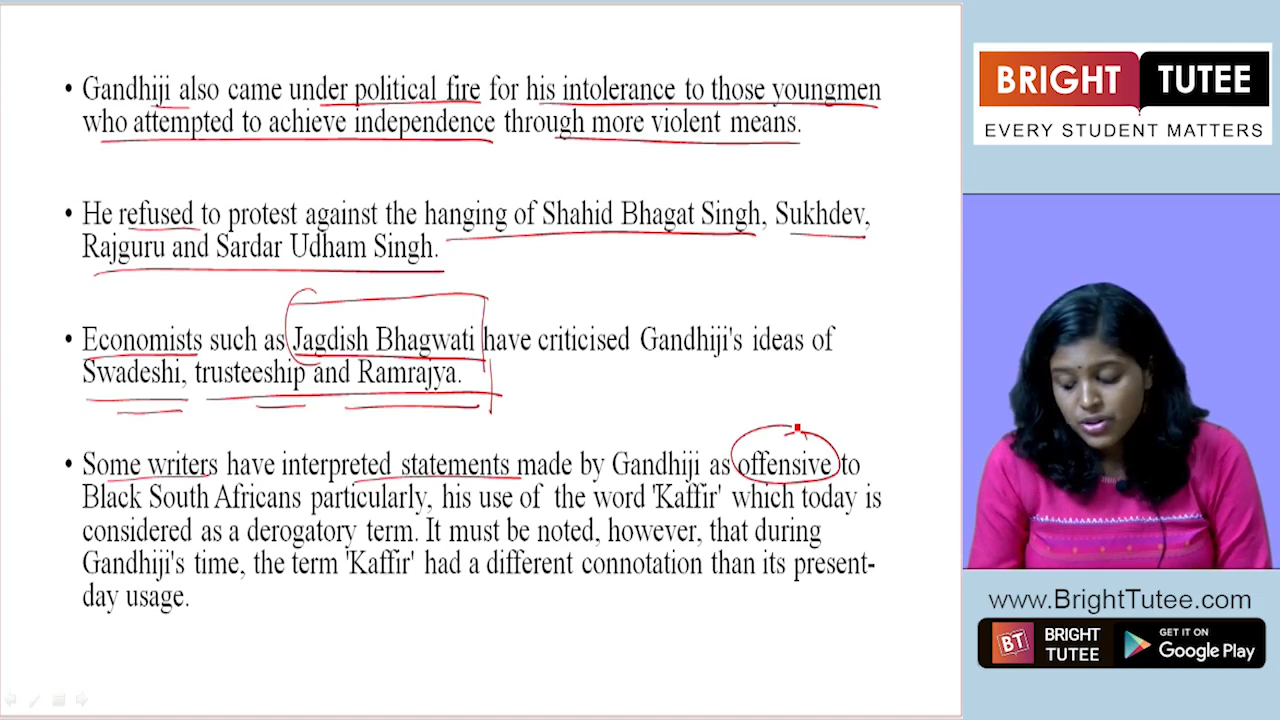 • Gandhiji also came under political fire for his intolerance to those youngmen
who attempted to achieve independence through more violent means.
• He refused to protest against the hanging of Shahid Bhagat Singh, Sukhdev,
Rajguru and Sardar Udham Singh.
• Economists such as Jagdish Bhagwati have criticised Gandhiji's ideas of
Swadeshi, trusteeship and Ramrajya.
• Some writers have interpreted statements made by Gandhiji as offensive to
Black South Africans particularly, his use of the word 'Kaffir' which today is
considered as a derogatory term. It must be noted, however, that during
Gandhiji's time, the term 'Kaffir' had a different connotation than its present-
day usage.
BRIGHT TUTEE
EVERY STUDENT MATTERS
www.BrightTutee.com
BT
BRIGHT
TUTEE
GET IT ON
Google Play